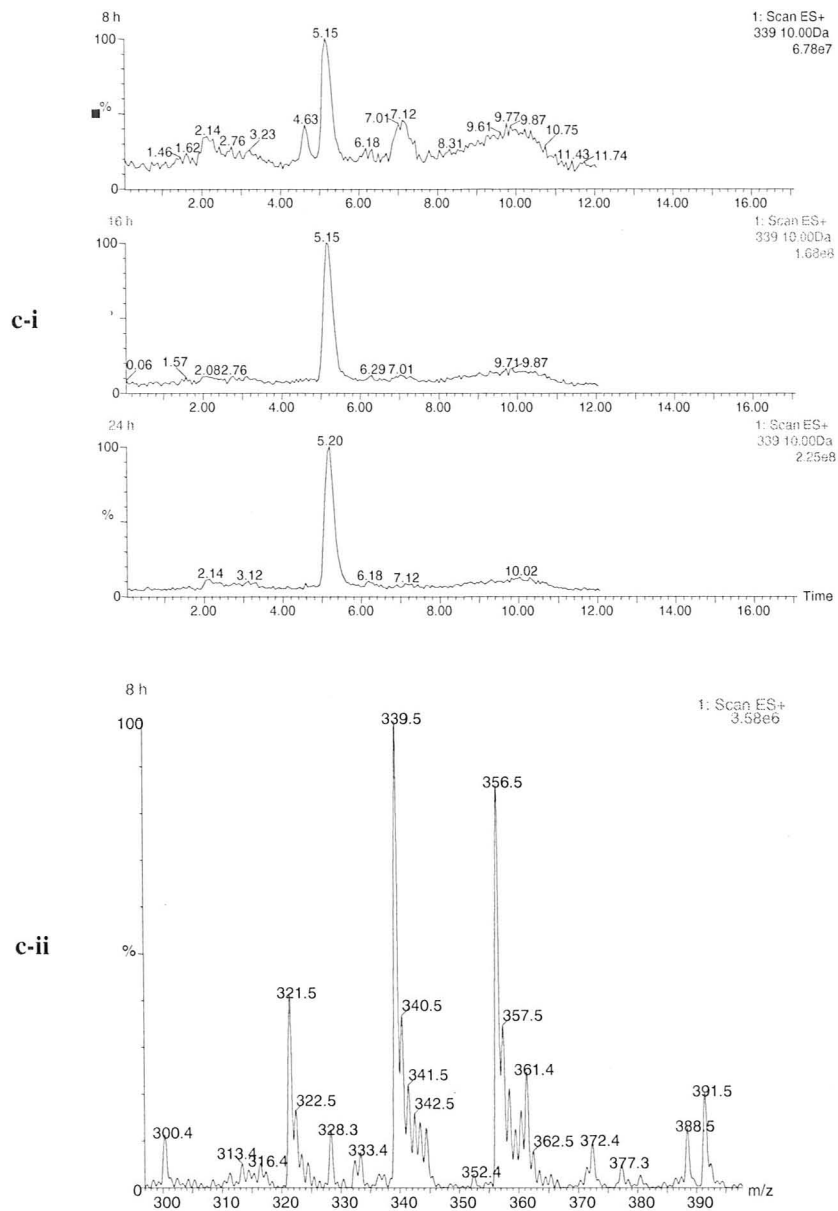 8 h
1: Scan ES+
339 10.00Da
6.78e7
100
%
0
1.46 1.62 2.14 2.76 3.23 4.63 5.15 6.18 7.01 7.12 8.31 9.61 9.77 9.87 10.75 11.43 11.74
2.00 4.00 6.00 8.00 10.00 12.00 14.00 16.00
16 h
1: Scan ES+
339 10.00Da
1.68e8
c-i
100
0
0.06 1.57 2.08 2.76 5.15 6.29 7.01 9.71 9.87
2.00 4.00 6.00 8.00 10.00 12.00 14.00 16.00
24 h
1: Scan ES+
339 10.00Da
2.25e8
100
%
0
2.14 3.12 5.20 6.18 7.12 10.02
2.00 4.00 6.00 8.00 10.00 12.00 14.00 16.00 Time
8 h
1: Scan ES+
3.58e6
c-ii
100
%
0
300.4 313.4 316.4 321.5 322.5 328.3 333.4 339.5 340.5 341.5 342.5 352.4 356.5 357.5 361.4 362.5 372.4 377.3 388.5 391.5
300 310 320 330 340 350 360 370 380 390 m/z